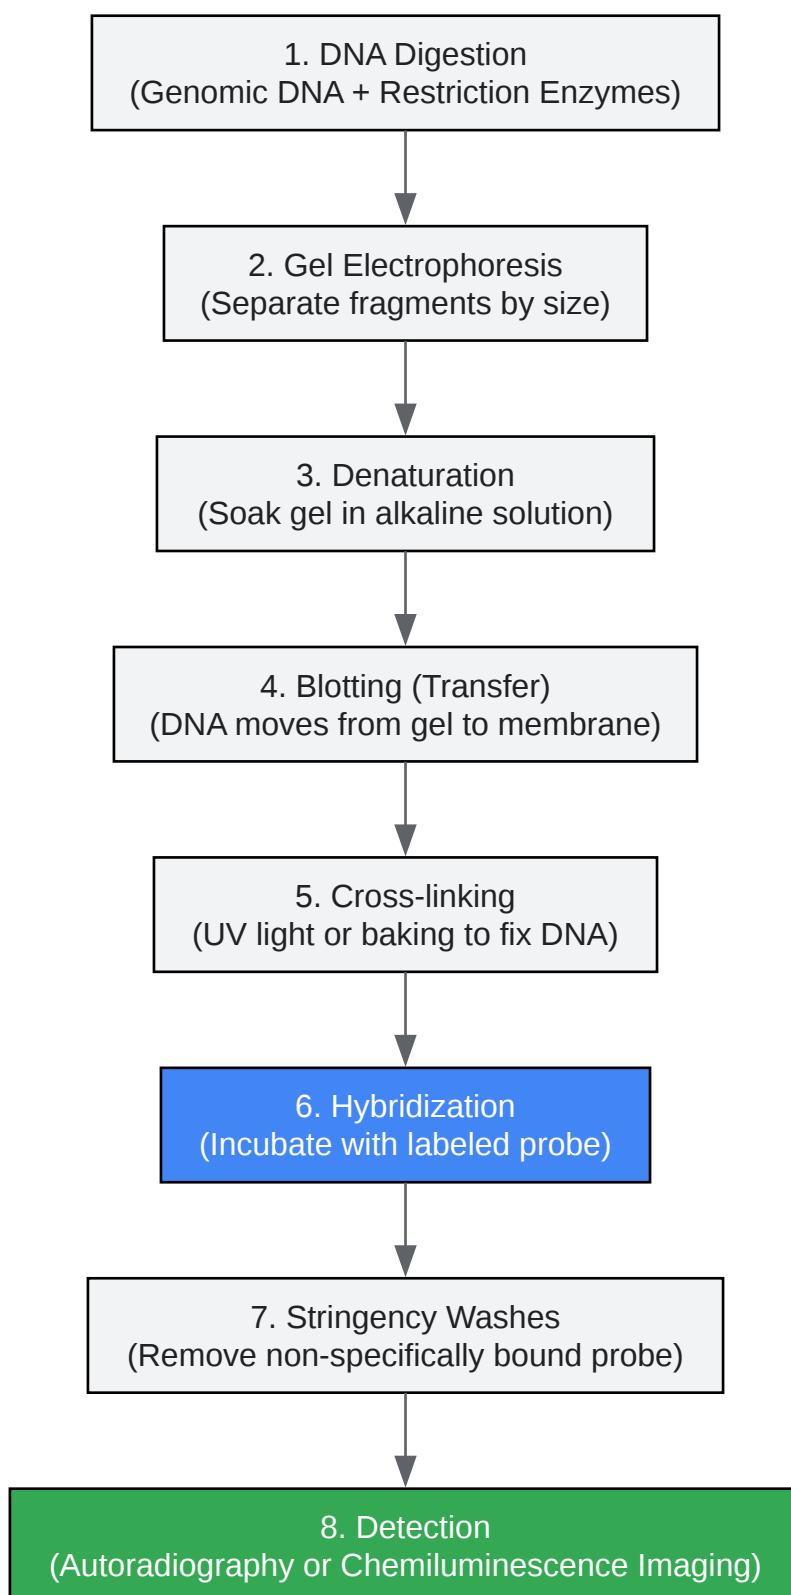 1. DNA Digestion
(Genomic DNA + Restriction Enzymes)
2. Gel Electrophoresis
(Separate fragments by size)
3. Denaturation
(Soak gel in alkaline solution)
4. Blotting (Transfer)
(DNA moves from gel to membrane)
5. Cross-linking
(UV light or baking to fix DNA)
6. Hybridization
(Incubate with labeled probe)
7. Stringency Washes
(Remove non-specifically bound probe)
8. Detection
(Autoradiography or Chemiluminescence Imaging)